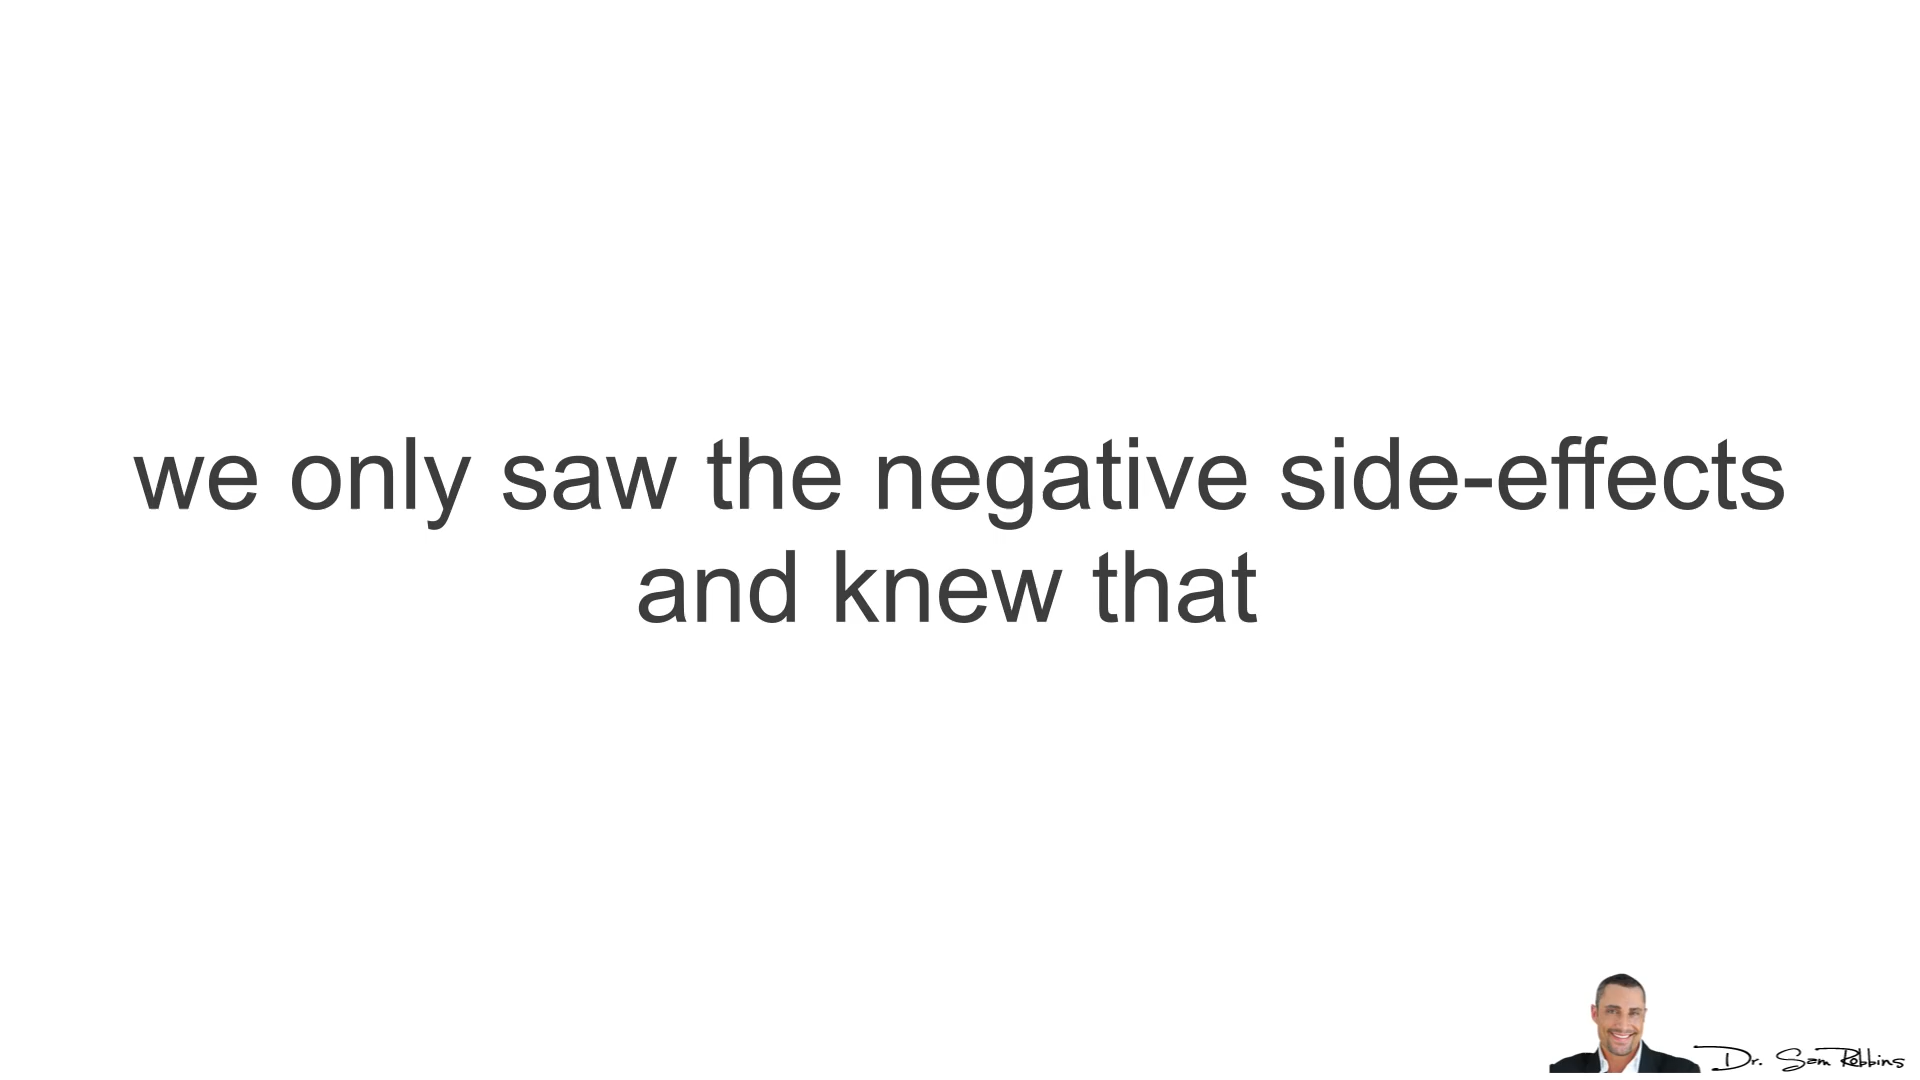 we only saw the negative side-effects
and knew that
Dr. Sam Robbins